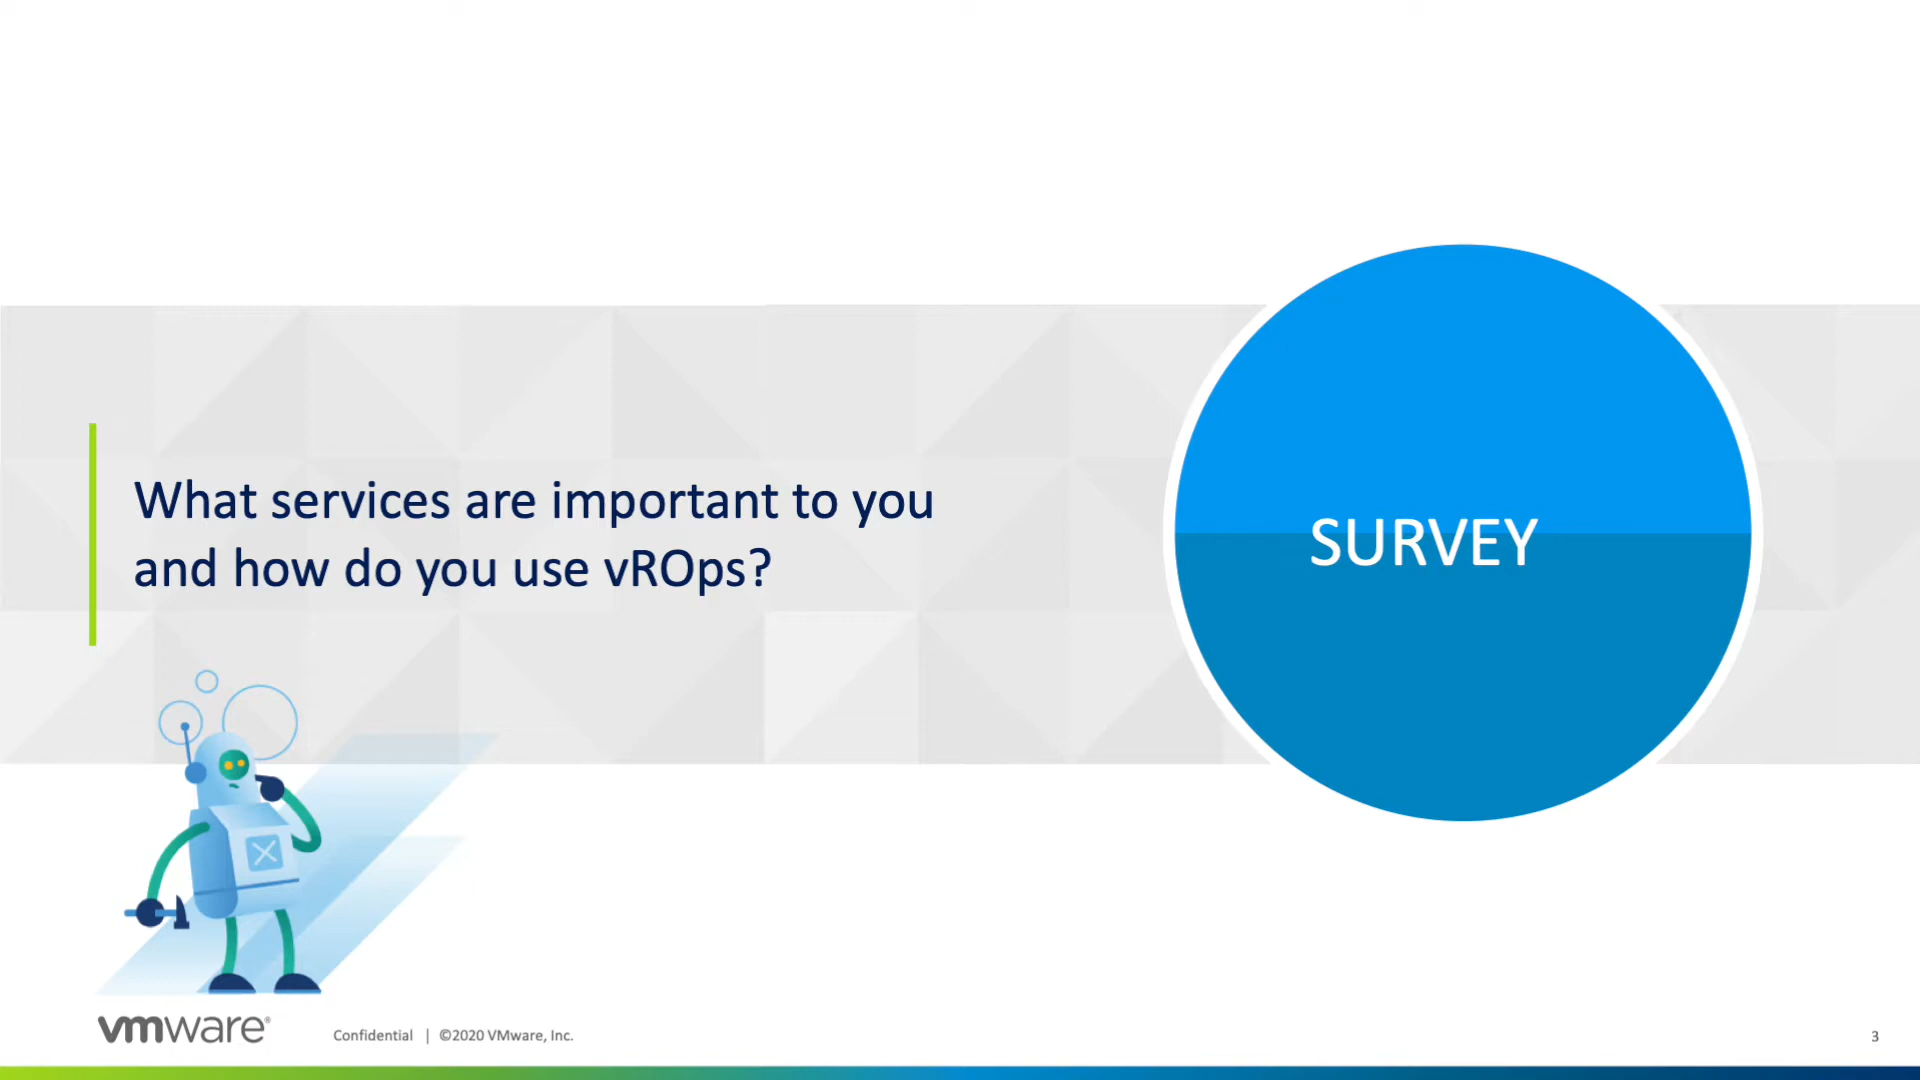 What services are important to you
and how do you use vROps?
SURVEY
vmware®
Confidential | ©2020 VMware, Inc.
3